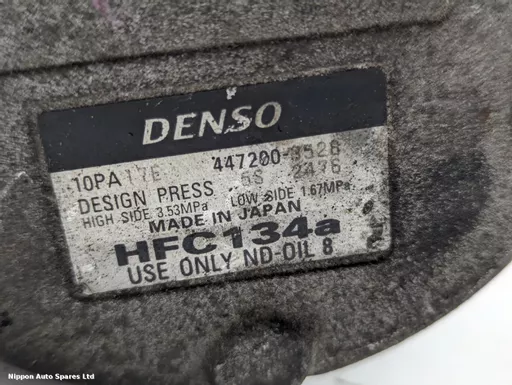 DENSO
10PA17E 447200-3528
DESIGN PRESS 6S 2476
HIGH SIDE 3.53MPa LOW SIDE 1.67MPa
MADE IN JAPAN
HFC134a
USE ONLY ND-OIL 8
Nippon Auto Spares Ltd